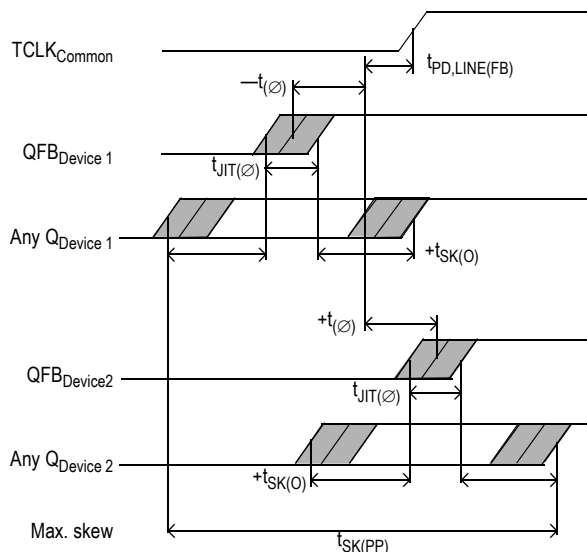 TCLKCommon
tPD,LINE(FB)
—t(∅)
QFBDevice 1
tJIT(∅)
Any QDevice 1
+tSK(O)
+t(∅)
QFBDevice2
tJIT(∅)
Any QDevice 2
+tSK(O)
Max. skew
tSK(PP)